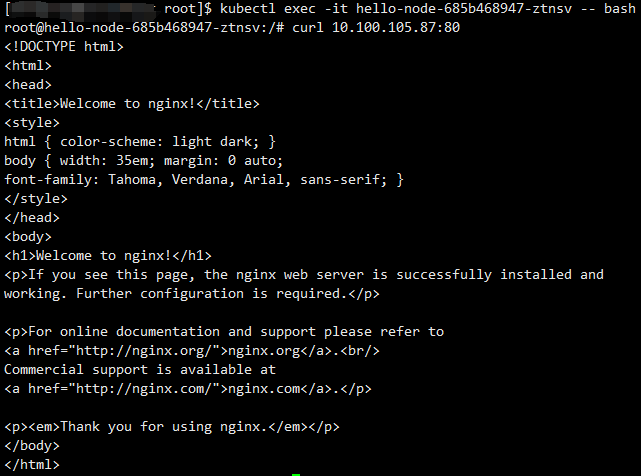 [ root]$ kubectl exec -it hello-node-685b468947-ztnsv -- bash
root@hello-node-685b468947-ztnsv:/# curl 10.100.105.87:80
<!DOCTYPE html>
<html>
<head>
<title>Welcome to nginx!</title>
<style>
html { color-scheme: light dark; }
body { width: 35em; margin: 0 auto;
font-family: Tahoma, Verdana, Arial, sans-serif; }
</style>
</head>
<body>
<h1>Welcome to nginx!</h1>
<p>If you see this page, the nginx web server is successfully installed and
working. Further configuration is required.</p>

<p>For online documentation and support please refer to
<a href="http://nginx.org/">nginx.org</a>.<br/>
Commercial support is available at
<a href="http://nginx.com/">nginx.com</a>.</p>

<p><em>Thank you for using nginx.</em></p>
</body>
</html>